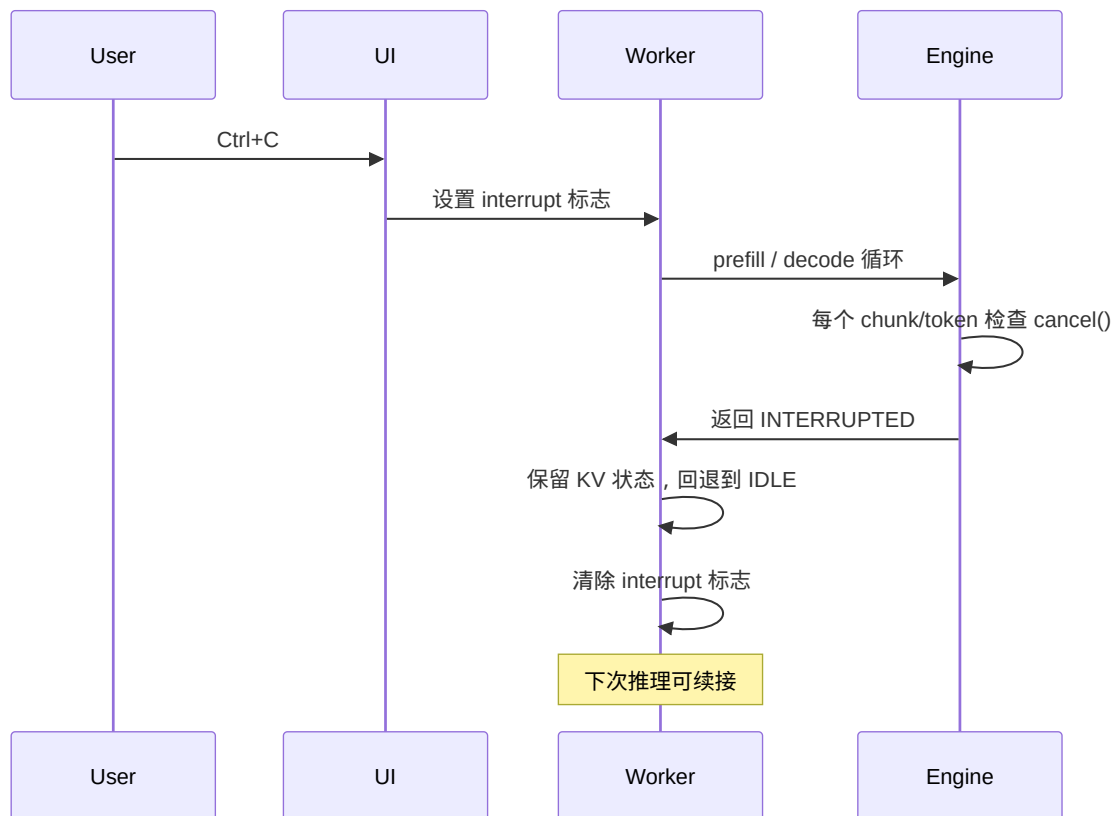 User
UI
Worker
Engine
Ctrl+C
设置 interrupt 标志
prefill / decode 循环
每个 chunk/token 检查 cancel()
返回 INTERRUPTED
保留 KV 状态，回退到 IDLE
清除 interrupt 标志
下次推理可续接
User
UI
Worker
Engine